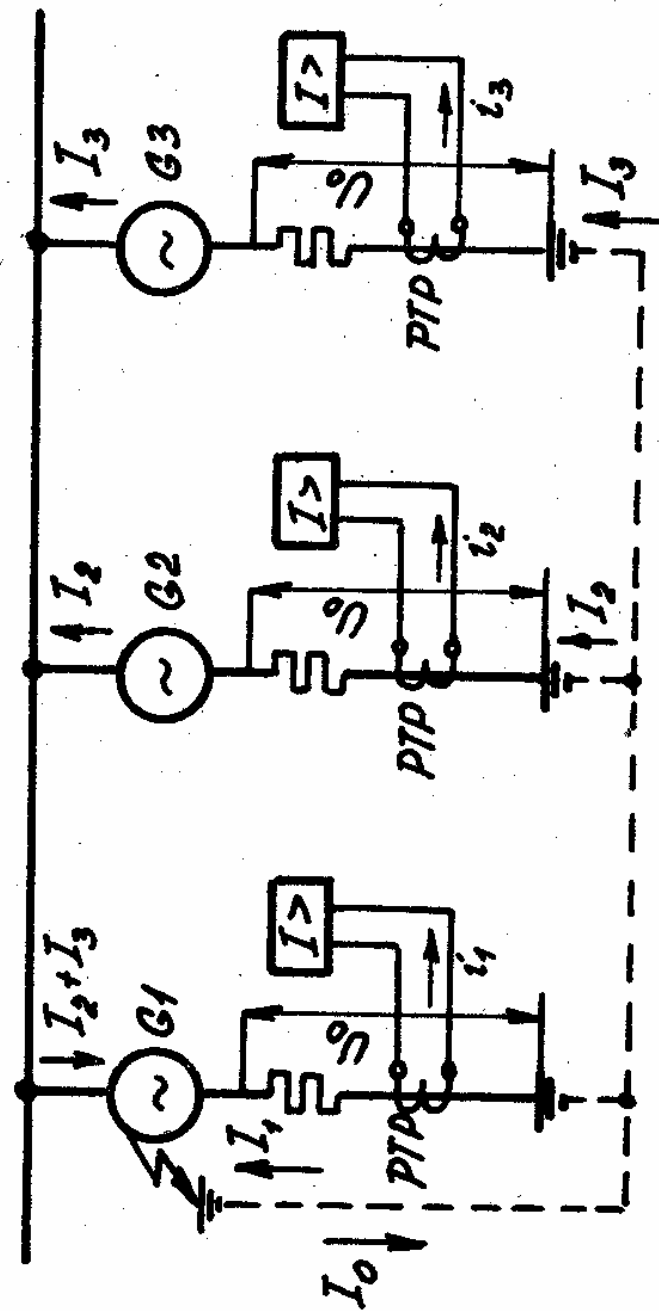 I₂+I₃
G1
I>
U₀
i₁
I₁
PTP
I₀
I₂
G2
I>
U₀
i₂
PTP
I₂
I₃
G3
I>
U₀
i₃
PTP
I₃